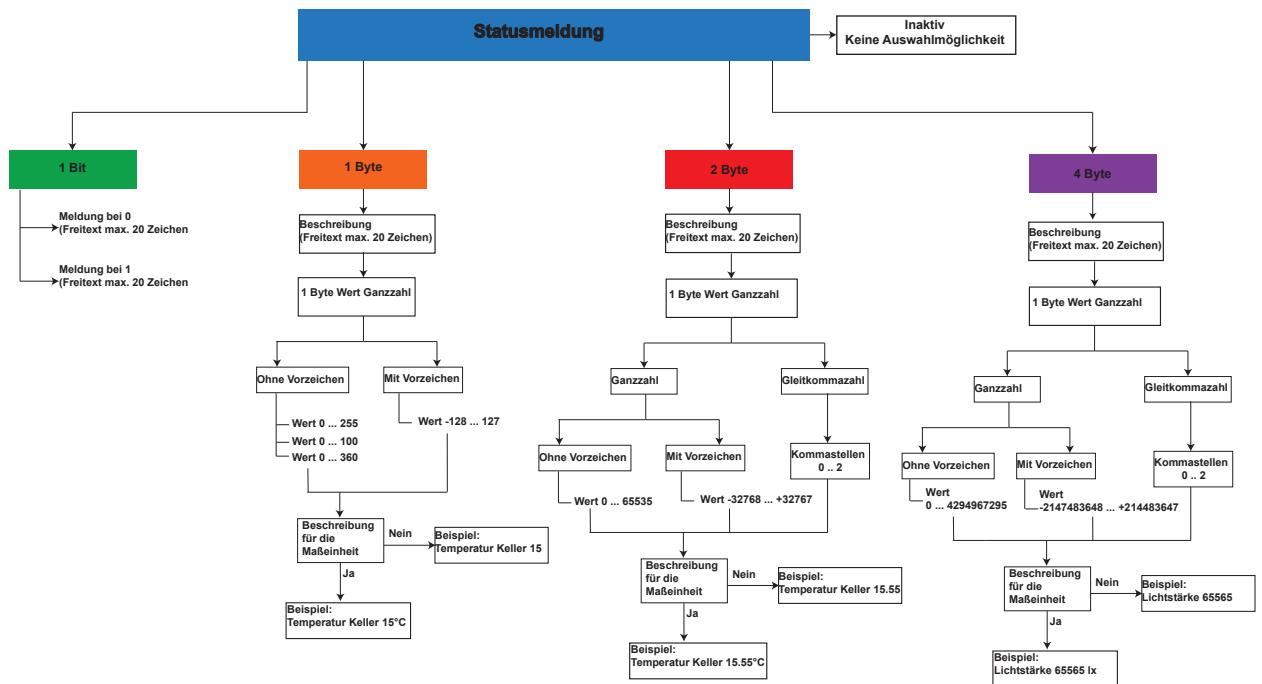 Statusmeldung
Inaktiv
Keine Auswahlmöglichkeit
1 Bit
Meldung bei 0
(Freitext max. 20 Zeichen
Meldung bei 1
(Freitext max. 20 Zeichen
1 Byte
Beschreibung
(Freitext max. 20 Zeichen)
1 Byte Wert Ganzzahl
Ohne Vorzeichen
Mit Vorzeichen
Wert 0 ... 255
Wert 0 ... 100
Wert 0 ... 360
Wert -128 ... 127
Beschreibung
für die
Maßeinheit
Nein
Beispiel:
Temperatur Keller 15
Ja
Beispiel:
Temperatur Keller 15°C
2 Byte
Beschreibung
(Freitext max. 20 Zeichen)
1 Byte Wert Ganzzahl
Ganzzahl
Gleitkommazahl
Ohne Vorzeichen
Mit Vorzeichen
Kommastellen
0 .. 2
Wert 0 ... 65535
Wert -32768 ... +32767
Beschreibung
für die
Maßeinheit
Nein
Beispiel:
Temperatur Keller 15.55
Ja
Beispiel:
Temperatur Keller 15.55°C
4 Byte
Beschreibung
(Freitext max. 20 Zeichen)
1 Byte Wert Ganzzahl
Ganzzahl
Gleitkommazahl
Ohne Vorzeichen
Mit Vorzeichen
Kommastellen
0 .. 2
Wert
0 ... 4294967295
Wert
-2147483648 ... +214483647
Beschreibung
für die
Maßeinheit
Nein
Beispiel:
Lichtstärke 65565
Ja
Beispiel:
Lichtstärke 65565 lx